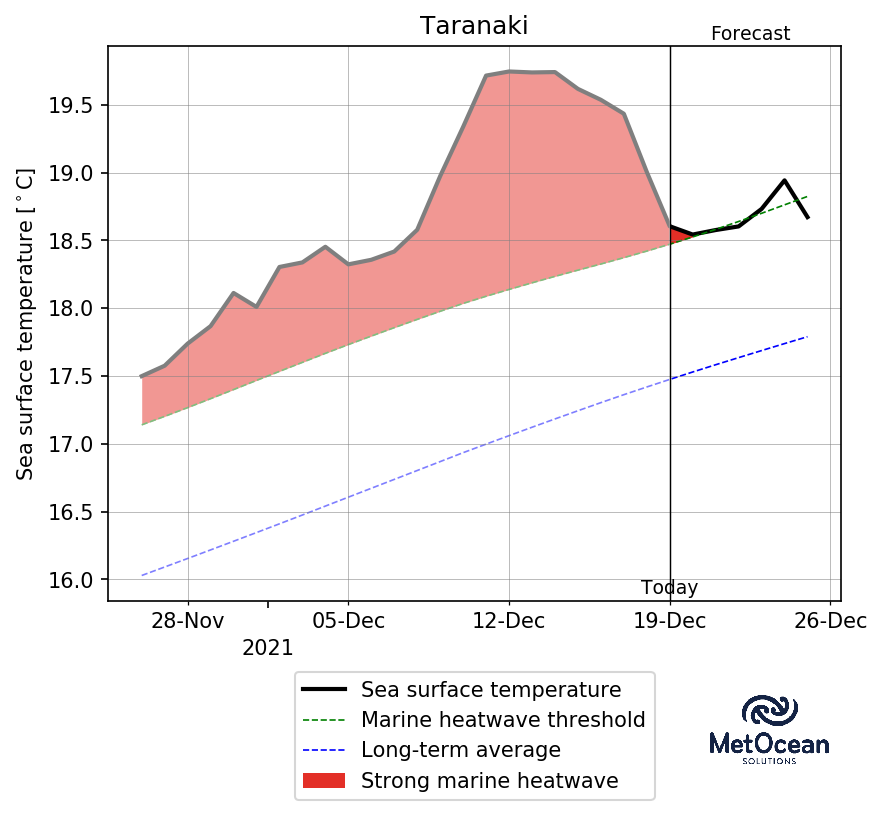 Taranaki
Forecast
Sea surface temperature [°C]
19.5
19.0
18.5
18.0
17.5
17.0
16.5
16.0
Today
28-Nov 05-Dec 12-Dec 19-Dec 26-Dec
2021
Sea surface temperature
Marine heatwave threshold
Long-term average
Strong marine heatwave
MetOcean
SOLUTIONS